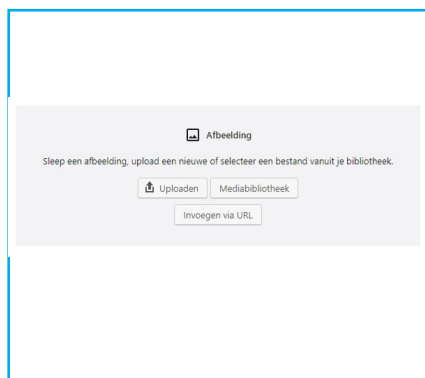 Afbeelding
Sleep een afbeelding, upload een nieuwe of selecteer een bestand vanuit je bibliotheek.
Uploaden Mediabibliotheek
Invoegen via URL